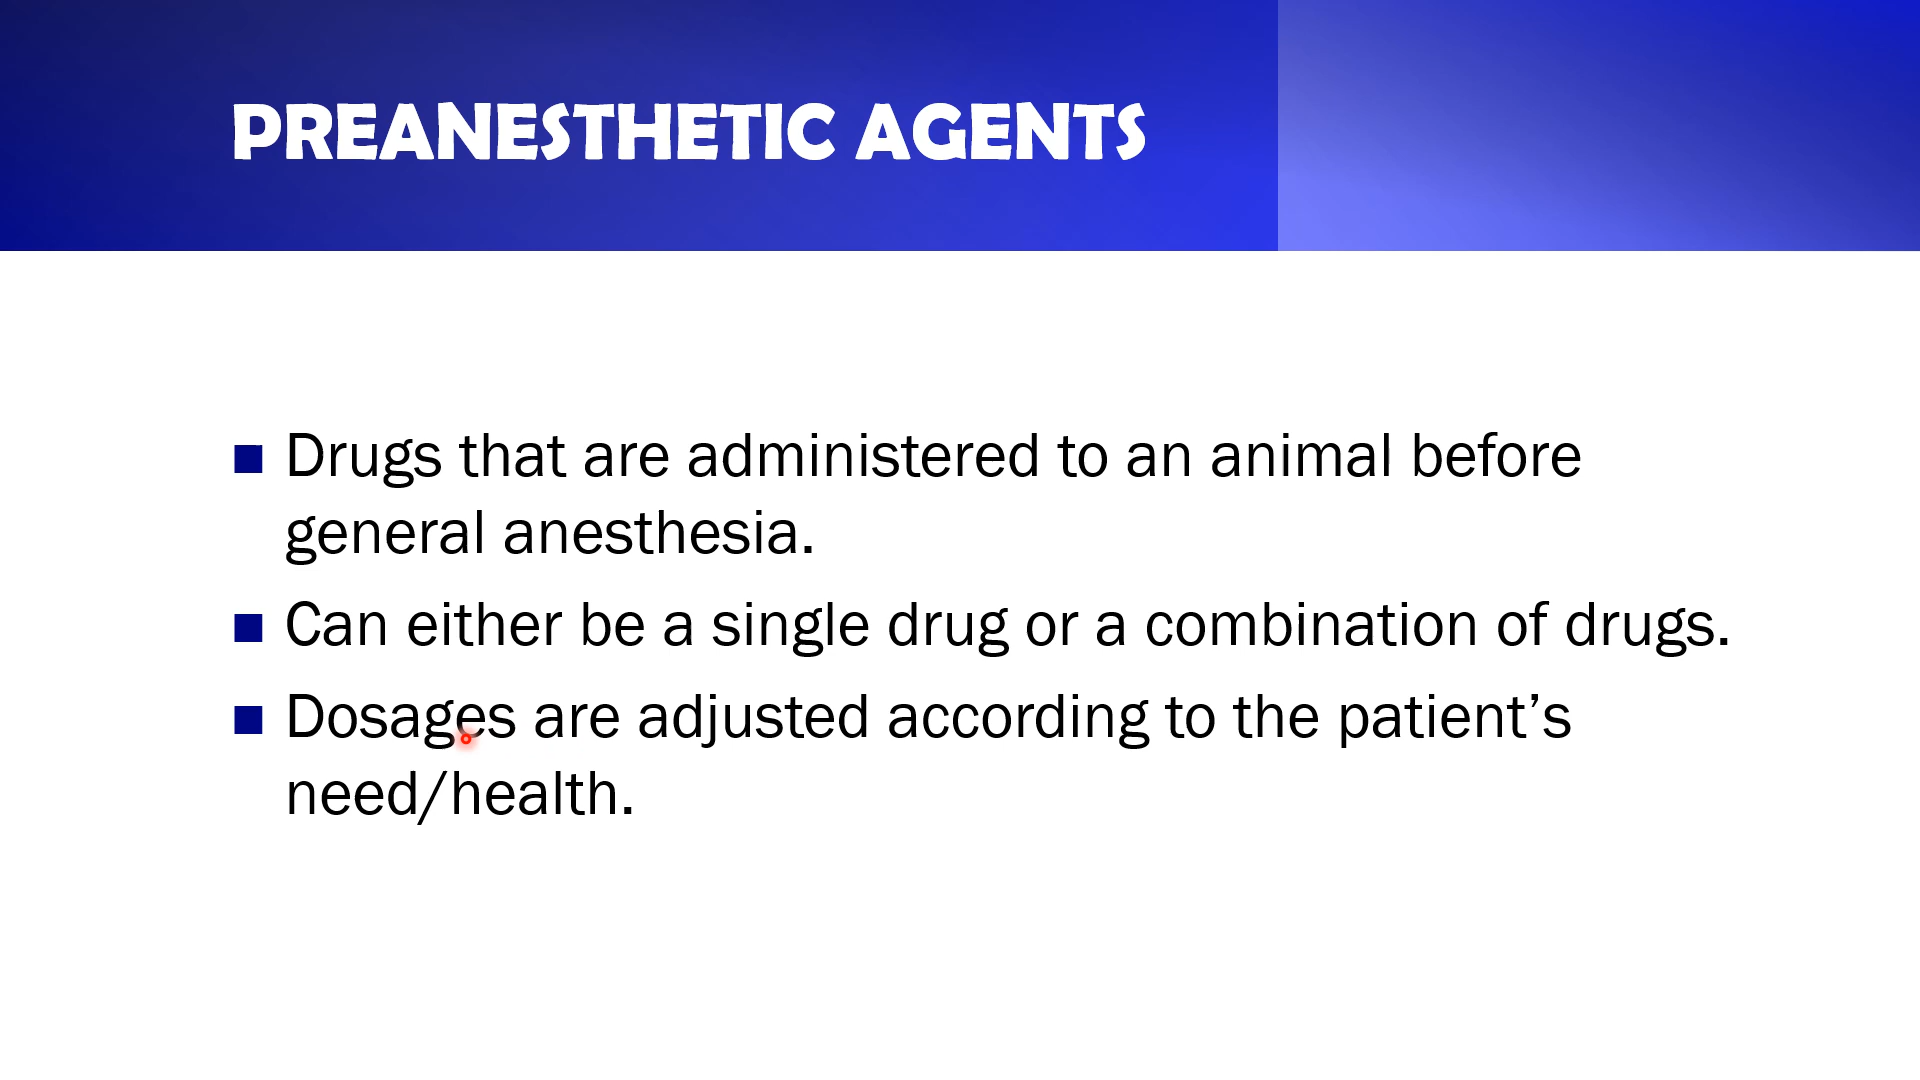 PREANESTHETIC AGENTS
Drugs that are administered to an animal before
general anesthesia.
Can either be a single drug or a combination of drugs.
Dosages are adjusted according to the patient’s
need/health.